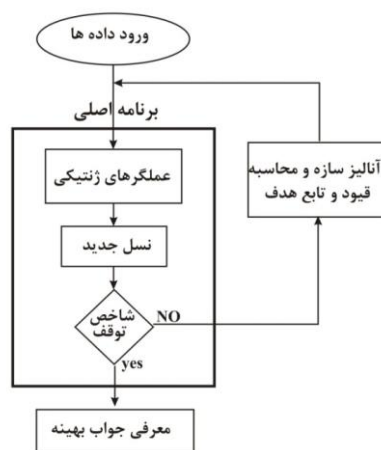 ورود داده ها
برنامه اصلی
عملگرهای ژنتیکی
آنالیز سازه و محاسبه
قیود و تابع هدف
نسل جدید
شاخص
توقف
NO
yes
معرفی جواب بهینه